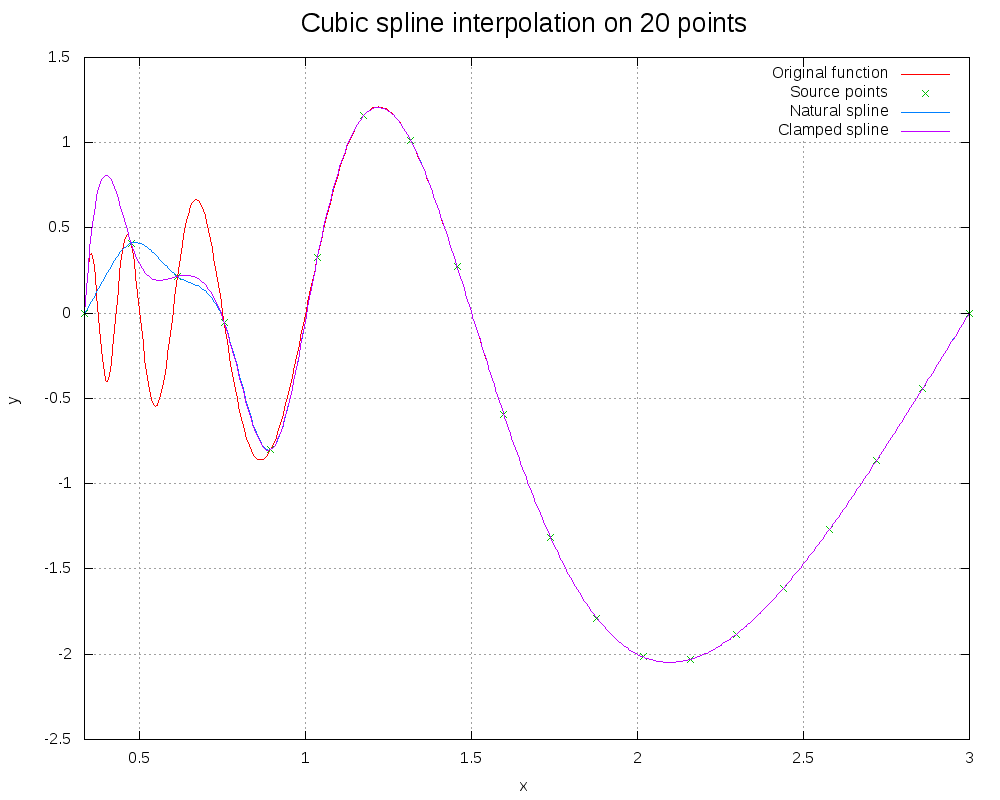 Cubic spline interpolation on 20 points
Original function
Source points
Natural spline
Clamped spline
1.5
1
0.5
0
-0.5
-1
-1.5
-2
-2.5
y
0.5
1
1.5
2
2.5
3
x